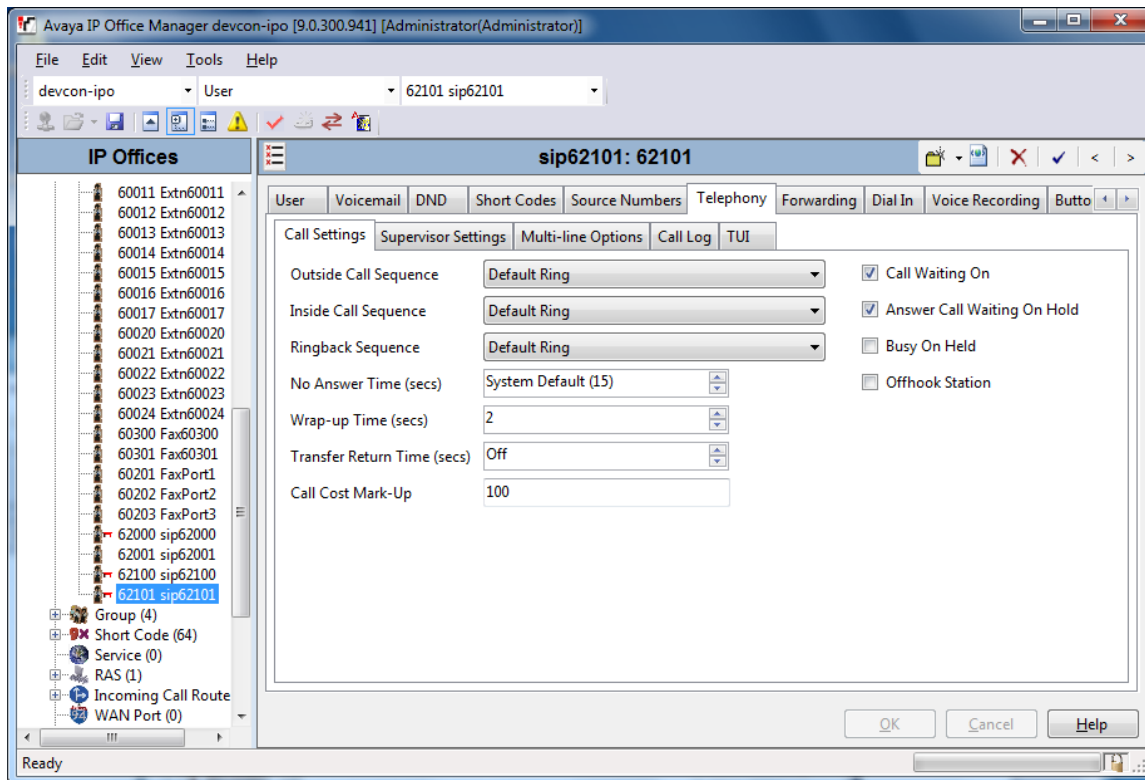 Avaya IP Office Manager devcon-ipo [9.0.300.941] [Administrator(Administrator)]
File Edit View Tools Help
devcon-ipo User 62101 sip62101
IP Offices
60011 Extn60011
60012 Extn60012
60013 Extn60013
60014 Extn60014
60015 Extn60015
60016 Extn60016
60017 Extn60017
60020 Extn60020
60021 Extn60021
60022 Extn60022
60023 Extn60023
60024 Extn60024
60300 Fax60300
60301 Fax60301
60201 FaxPort1
60202 FaxPort2
60203 FaxPort3
62000 sip62000
62001 sip62001
62100 sip62100
62101 sip62101
Group (4)
Short Code (64)
Service (0)
RAS (1)
Incoming Call Route
WAN Port (0)
sip62101: 62101
User Voicemail DND Short Codes Source Numbers Telephony Forwarding Dial In Voice Recording Butto
Call Settings Supervisor Settings Multi-line Options Call Log TUI
Outside Call Sequence Default Ring
Inside Call Sequence Default Ring
Ringback Sequence Default Ring
No Answer Time (secs) System Default (15)
Wrap-up Time (secs) 2
Transfer Return Time (secs) Off
Call Cost Mark-Up 100
Call Waiting On
Answer Call Waiting On Hold
Busy On Held
Offhook Station
OK Cancel Help
Ready